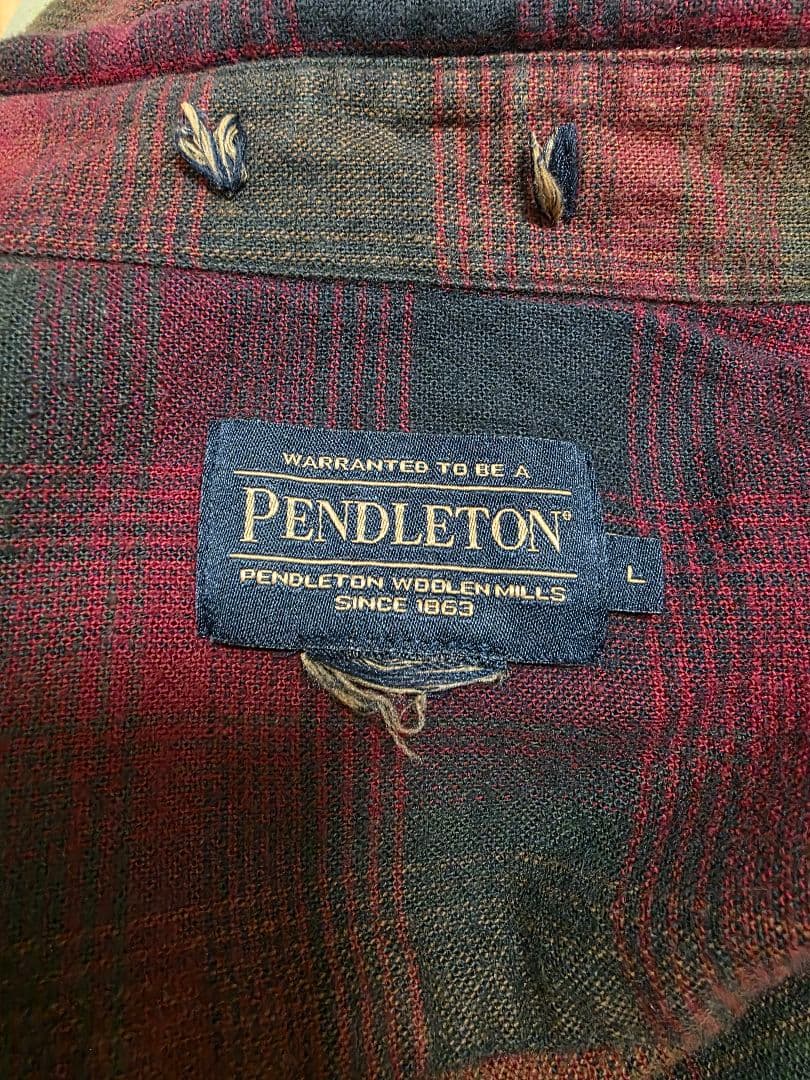 WARRANTED TO BE A
PENDLETON®
PENDLETON WOOLEN MILLS
SINCE 1863
L